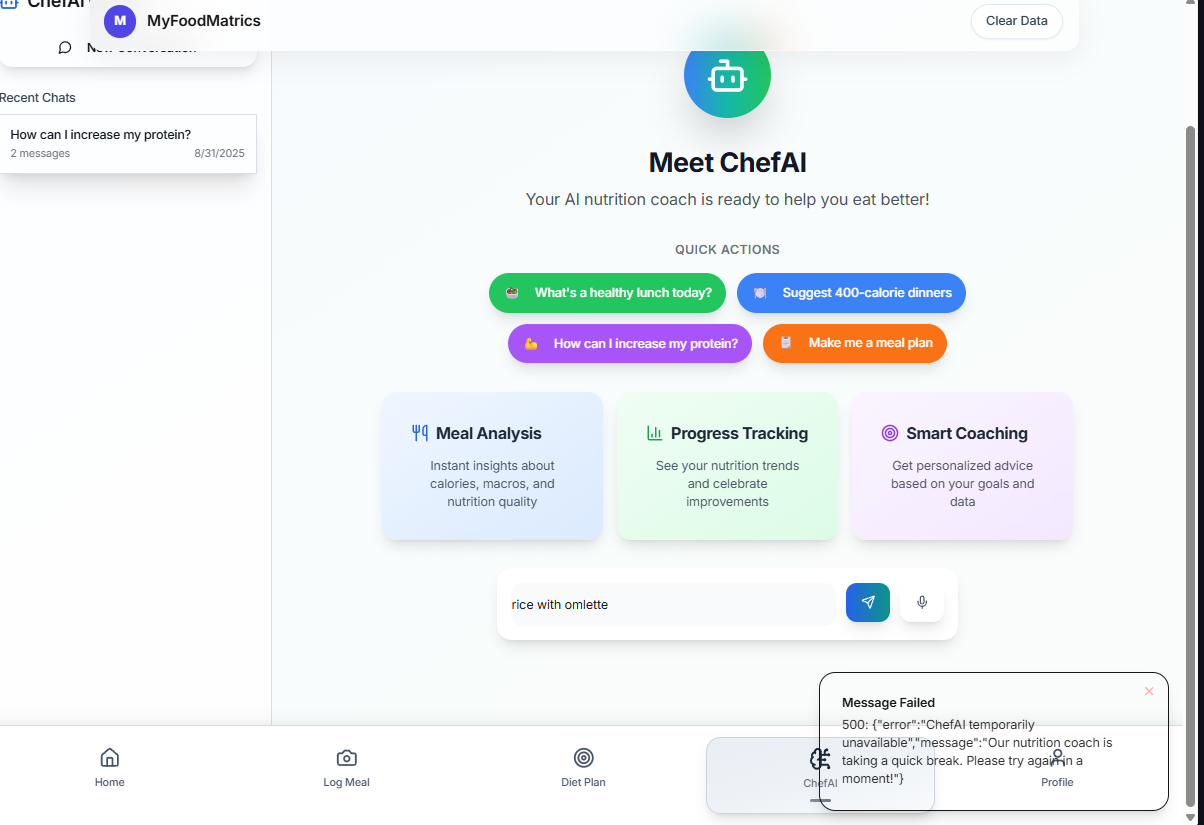 ChefAI
M
MyFoodMatrics
Clear Data
New Conversation
Recent Chats
How can I increase my protein?
2 messages
8/31/2025
Meet ChefAI
Your AI nutrition coach is ready to help you eat better!
QUICK ACTIONS
What's a healthy lunch today?
Suggest 400-calorie dinners
How can I increase my protein?
Make me a meal plan
Meal Analysis
Instant insights about
calories, macros, and
nutrition quality
Progress Tracking
See your nutrition trends
and celebrate
improvements
Smart Coaching
Get personalized advice
based on your goals and
data
rice with omlette
Message Failed
500: {"error":"ChefAI temporarily
unavailable","message":"Our nutrition coach is
taking a quick break. Please try again in a
moment!"}
Home
Log Meal
Diet Plan
ChefAI
Profile